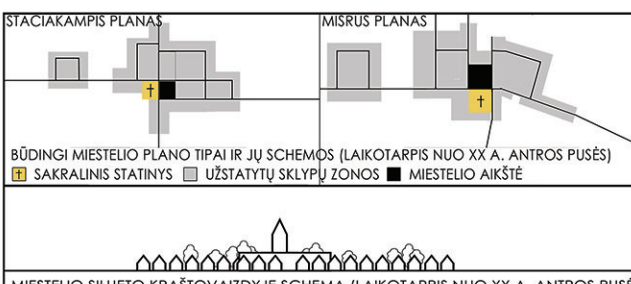 STAČIAKAMPIS PLANAS
MISRUS PLANAS
BŪDINGI MIESTELIO PLANO TIPAI IR JŲ SCHEMOS (LAIKOTARPIS NUO XX A. ANTROS PUSĖS)
SAKRALINIS STATINYS UŽSTATYTŲ SKLYPŲ ZONOS MIESTELIO AIKŠTĖ
MIESTELIO SILUETO KRAŠTOVAIZDYJE SCHEMA (LAIKOTARPIS NUO XX A. ANTROS PUSĖS